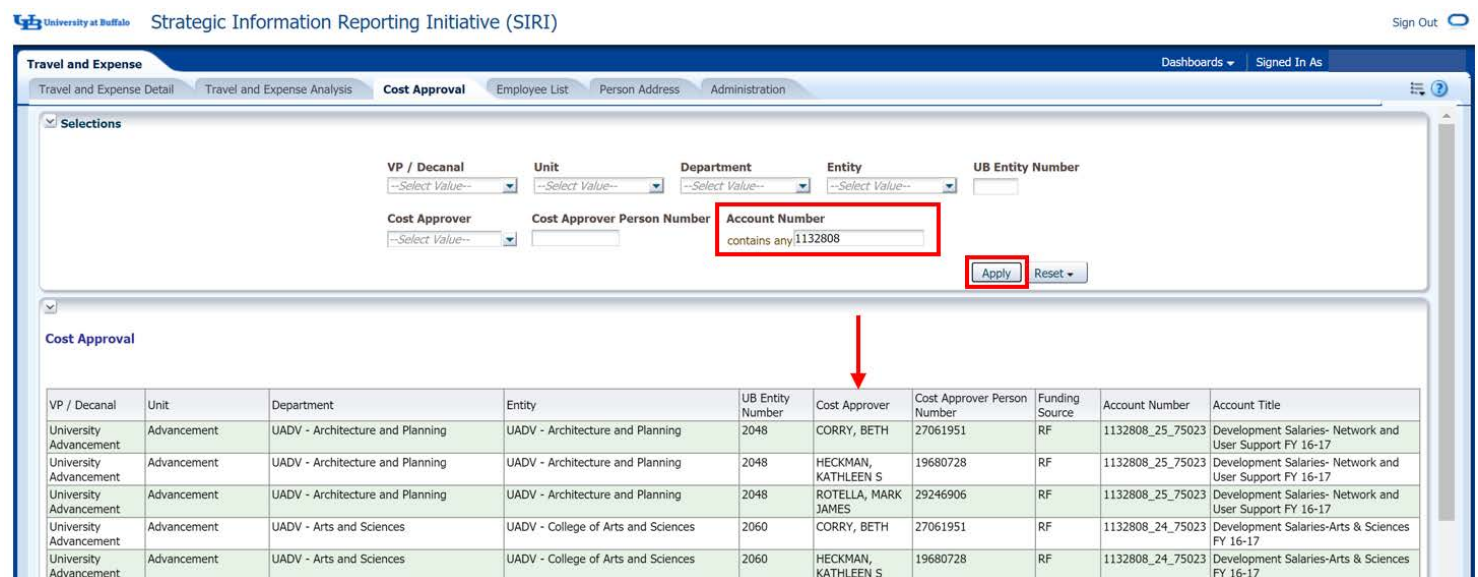 University at Buffalo Strategic Information Reporting Initiative (SIRI) Sign Out
Travel and Expense Dashboards Signed In As
Travel and Expense Detail Travel and Expense Analysis Cost Approval Employee List Person Address Administration
Selections
VP / Decanal Unit Department Entity UB Entity Number
--Select Value-- --Select Value-- --Select Value-- --Select Value--
Cost Approver Cost Approver Person Number Account Number
--Select Value-- contains any 1132808
Apply Reset
Cost Approval
VP / Decanal Unit Department Entity UB Entity Number Cost Approver Cost Approver Person Number Funding Source Account Number Account Title
University Advancement Advancement UADV - Architecture and Planning UADV - Architecture and Planning 2048 CORRY, BETH 27061951 RF 1132808_25_75023 Development Salaries- Network and User Support FY 16-17
University Advancement Advancement UADV - Architecture and Planning UADV - Architecture and Planning 2048 HECKMAN, KATHLEEN S 19680728 RF 1132808_25_75023 Development Salaries- Network and User Support FY 16-17
University Advancement Advancement UADV - Architecture and Planning UADV - Architecture and Planning 2048 ROTELLA, MARK JAMES 29246906 RF 1132808_25_75023 Development Salaries- Network and User Support FY 16-17
University Advancement Advancement UADV - Arts and Sciences UADV - College of Arts and Sciences 2060 CORRY, BETH 27061951 RF 1132808_24_75023 Development Salaries-Arts & Sciences FY 16-17
University Advancement Advancement UADV - Arts and Sciences UADV - College of Arts and Sciences 2060 HECKMAN, KATHLEEN S 19680728 RF 1132808_24_75023 Development Salaries-Arts & Sciences FY 16-17